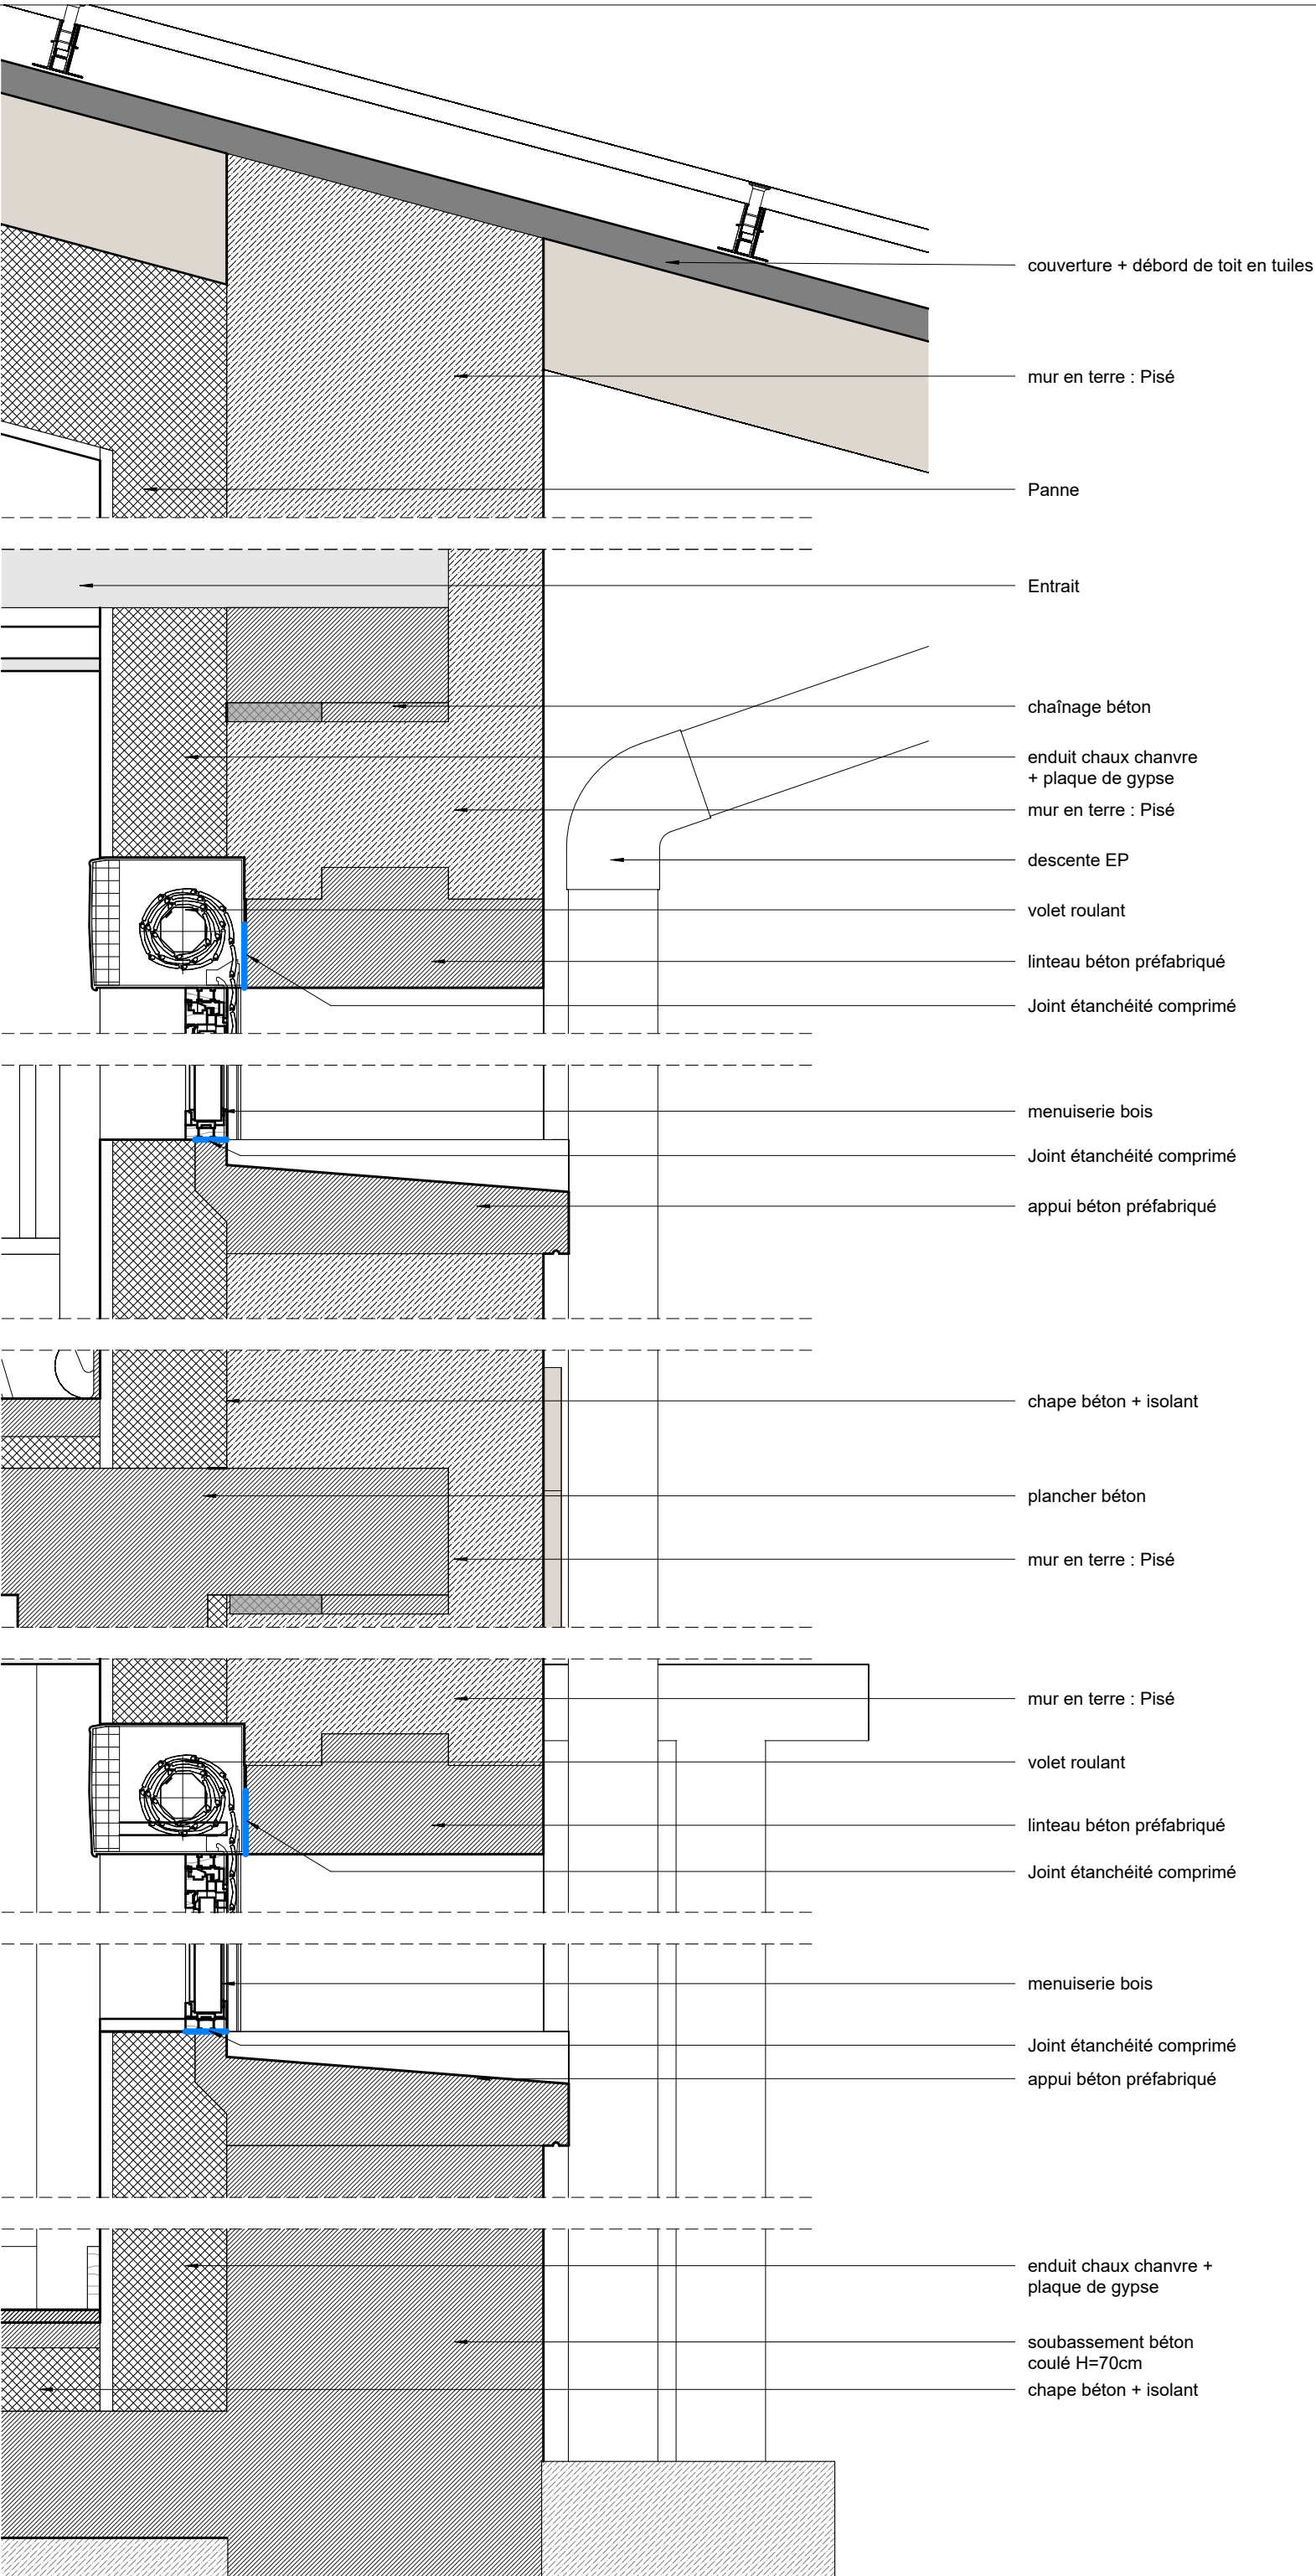 couverture + débord de toit en tuiles
mur en terre : Pisé
Panne
Entrait
chaînage béton
enduit chaux chanvre
+ plaque de gypse
mur en terre : Pisé
descente EP
volet roulant
linteau béton préfabriqué
Joint étanchéité comprimé
menuiserie bois
Joint étanchéité comprimé
appui béton préfabriqué
chape béton + isolant
plancher béton
mur en terre : Pisé
mur en terre : Pisé
volet roulant
linteau béton préfabriqué
Joint étanchéité comprimé
menuiserie bois
Joint étanchéité comprimé
appui béton préfabriqué
enduit chaux chanvre +
plaque de gypse
soubassement béton
coulé H=70cm
chape béton + isolant